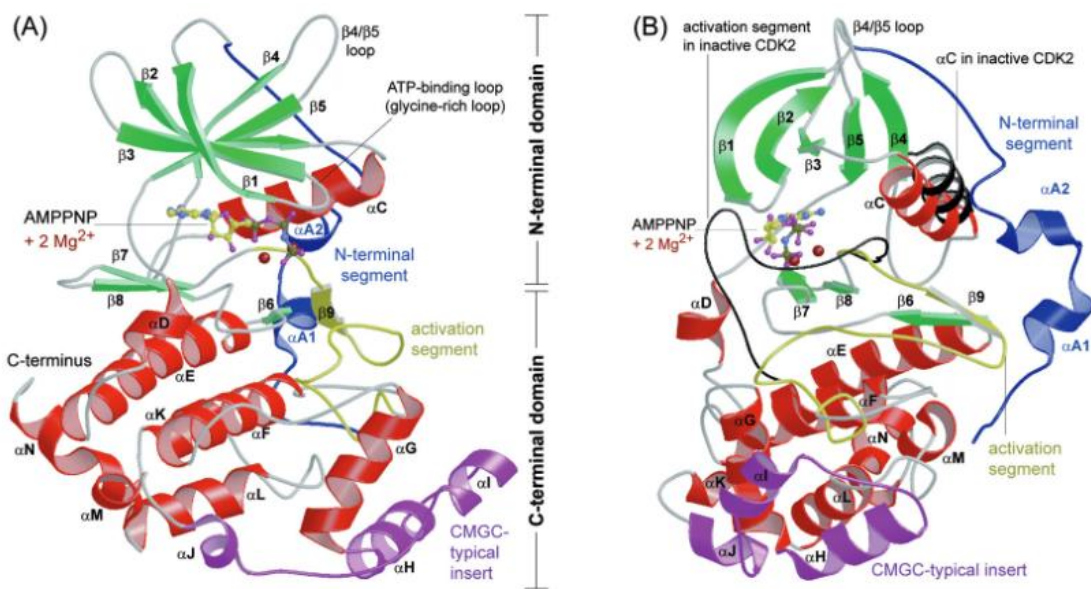 (A)
β4/β5
loop
β2
β4
ATP-binding loop
(glycine-rich loop)
β5
β3
β1
αC
AMPPNP
+ 2 Mg²⁺
αA2
N-terminal
segment
β7
β8
β6
β9
αD
αA1
activation
segment
C-terminus
αE
αK
αF
αG
αN
αM
αL
αI
αJ
αH
CMGC-
typical
insert
N-terminal domain
C-terminal domain
(B)
activation segment
in inactive CDK2
β4/β5 loop
αC in inactive CDK2
β1
β2
β3
β5
β4
N-terminal
segment
αC
αA2
AMPPNP
+ 2 Mg²⁺
αD
β7
β8
β6
β9
αA1
αE
αF
αG
αN
αM
activation
segment
αK
αI
αL
αJ
αH
CMGC-typical insert